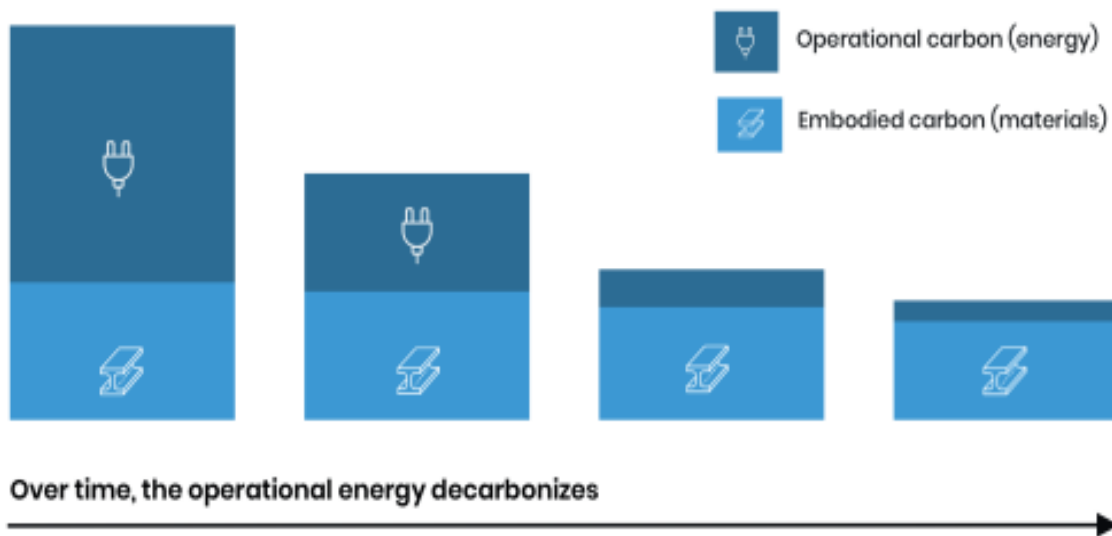 Operational carbon (energy)
Embodied carbon (materials)
Over time, the operational energy decarbonizes